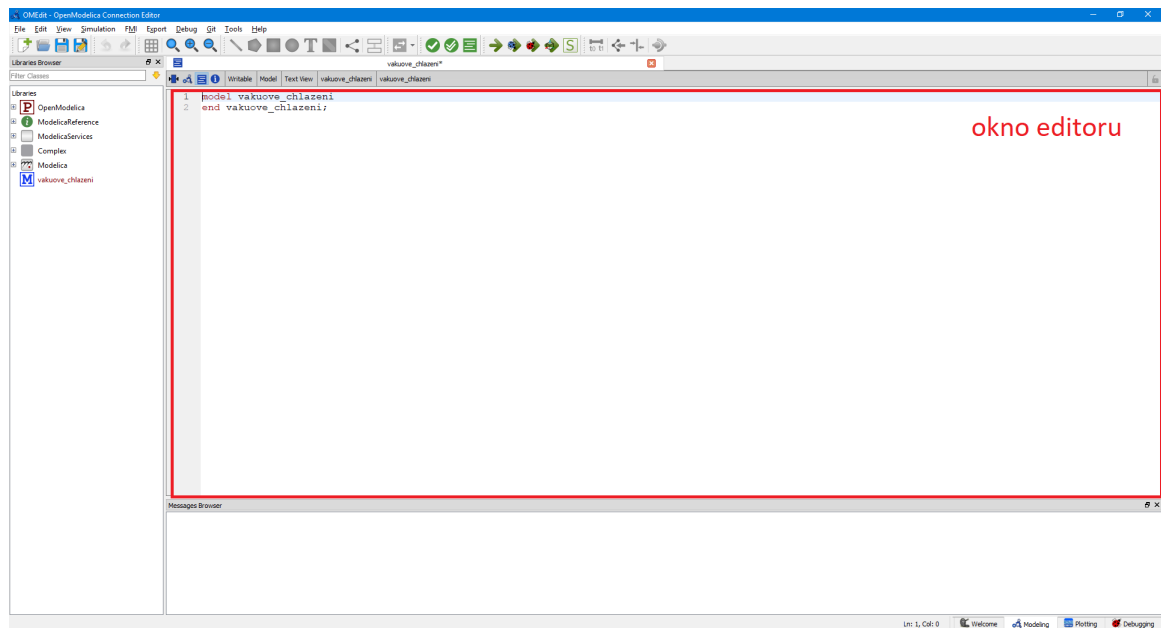 OMEdit - OpenModelica Connection Editor
File Edit View Simulation FMI Export Debug Git Tools Help
Libraries Browser
vakuove_chlazeni*
Filter Classes
Writable Model Text View vakuove_chlazeni vakuove_chlazeni
Libraries
P OpenModelica
ModelicaReference
ModelicaServices
Complex
Modelica
M vakuove_chlazeni
1 model vakuove_chlazeni
2 end vakuove_chlazeni;
okno editoru
Messages Browser
Ln: 1, Col: 0 Welcome Modeling Plotting Debugging